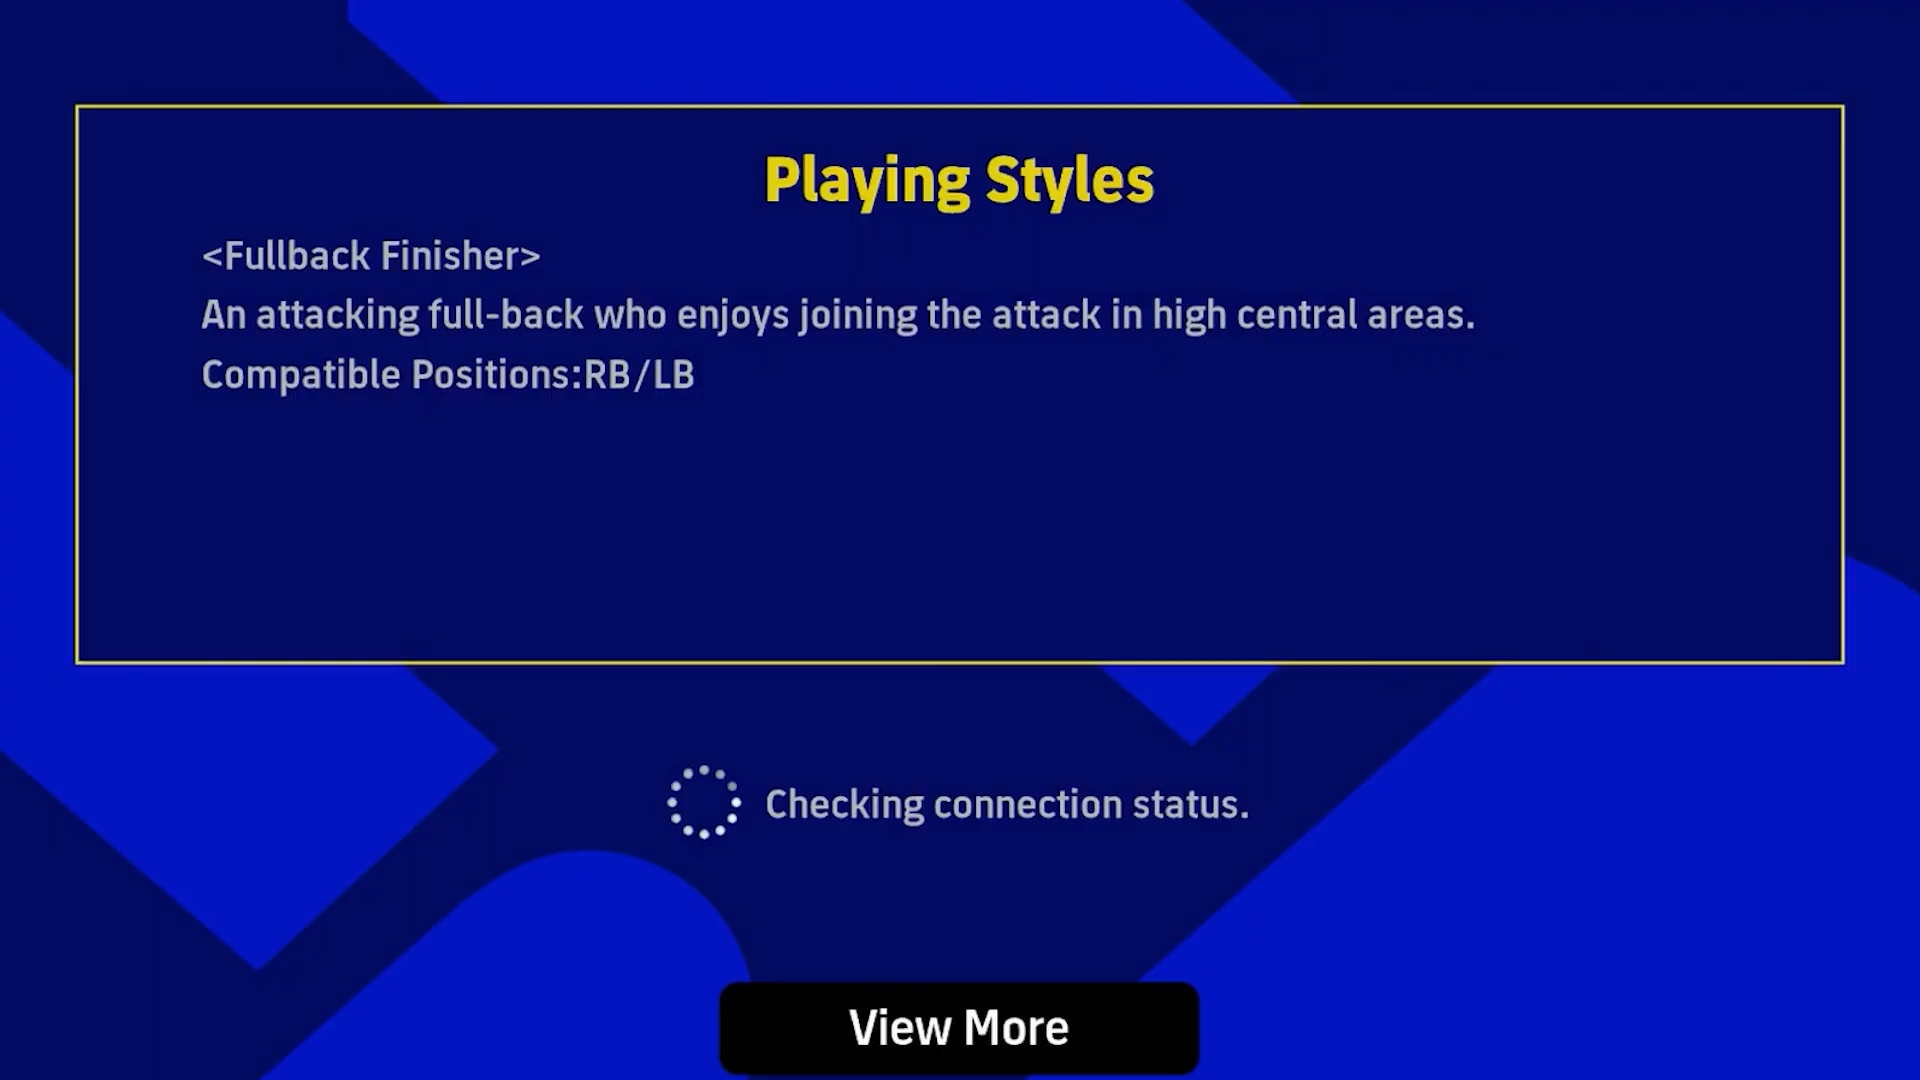 Playing Styles
<Fullback Finisher>
An attacking full-back who enjoys joining the attack in high central areas.
Compatible Positions:RB/LB
Checking connection status.
View More